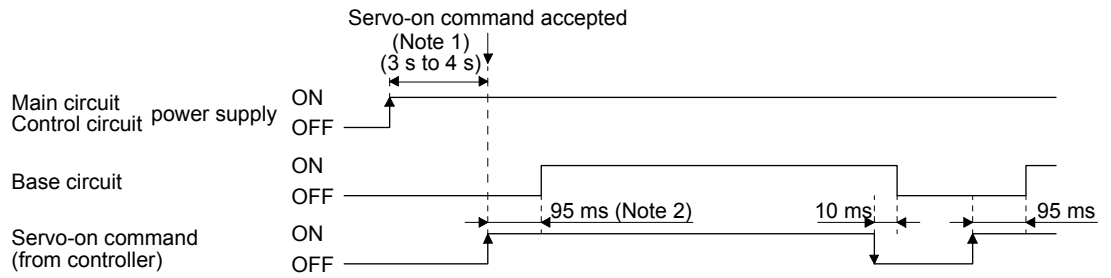 Servo-on command accepted
(Note 1)
(3 s to 4 s)
Main circuit
Control circuit power supply
ON
OFF
Base circuit
ON
OFF
95 ms (Note 2)
10 ms
95 ms
Servo-on command
(from controller)
ON
OFF